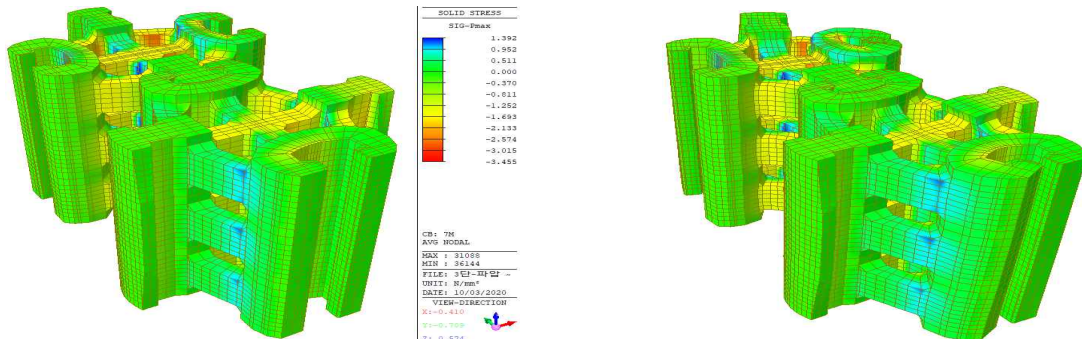 SOLID STRESS
SIG-Pmax
1.392
0.952
0.511
0.000
-0.370
-0.811
-1.252
-1.693
-2.133
-2.574
-3.015
-3.455
CB: 7M
AVG NODAL
MAX : 31088
MIN : 36144
FILE: 3단-파압 -
UNIT: N/mm²
DATE: 10/03/2020
VIEW-DIRECTION
X:-0.410
Z: 0.574